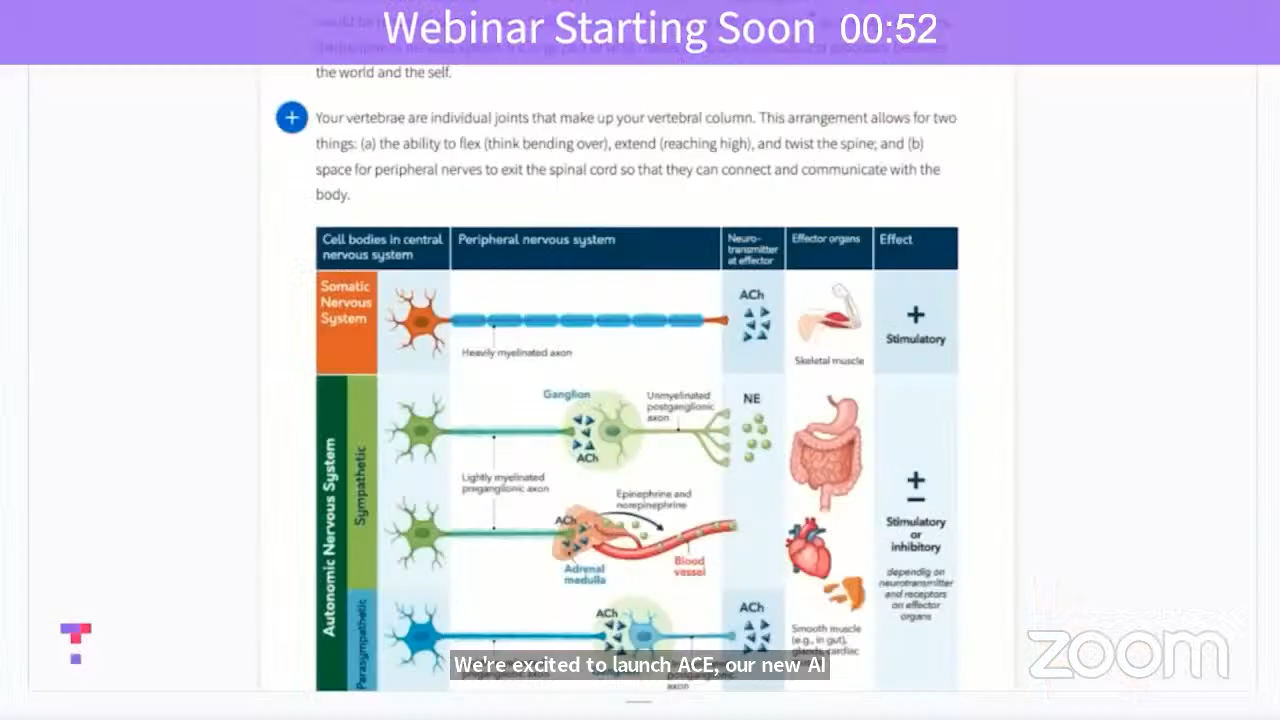 Webinar Starting Soon 00:52
the world and the self.
Your vertebrae are individual joints that make up your vertebral column. This arrangement allows for two
things: (a) the ability to flex (think bending over), extend (reaching high), and twist the spine; and (b)
space for peripheral nerves to exit the spinal cord so that they can connect and communicate with the
body.
Cell bodies in central
nervous system
Peripheral nervous system
Neuro-
transmitter
at effector
Effector organs
Effect
Somatic
Nervous
System
Heavily myelinated axon
ACh
Skeletal muscle
+
Stimulatory
Autonomic Nervous System
Sympathetic
Ganglion
ACh
Unmyelinated
postganglionic
axon
NE
Lightly myelinated
preganglionic axon
Epinephrine and
norepinephrine
ACh
Adrenal
medulla
Blood
vessel
+
−
Stimulatory
or
inhibitory
dependig on
neurotransmitter
and receptors
on effector
organs
Parasympathetic
ACh
ACh
Smooth muscle
(e.g., in gut),
glands, cardiac
axon
We're excited to launch ACE, our new AI
zoom